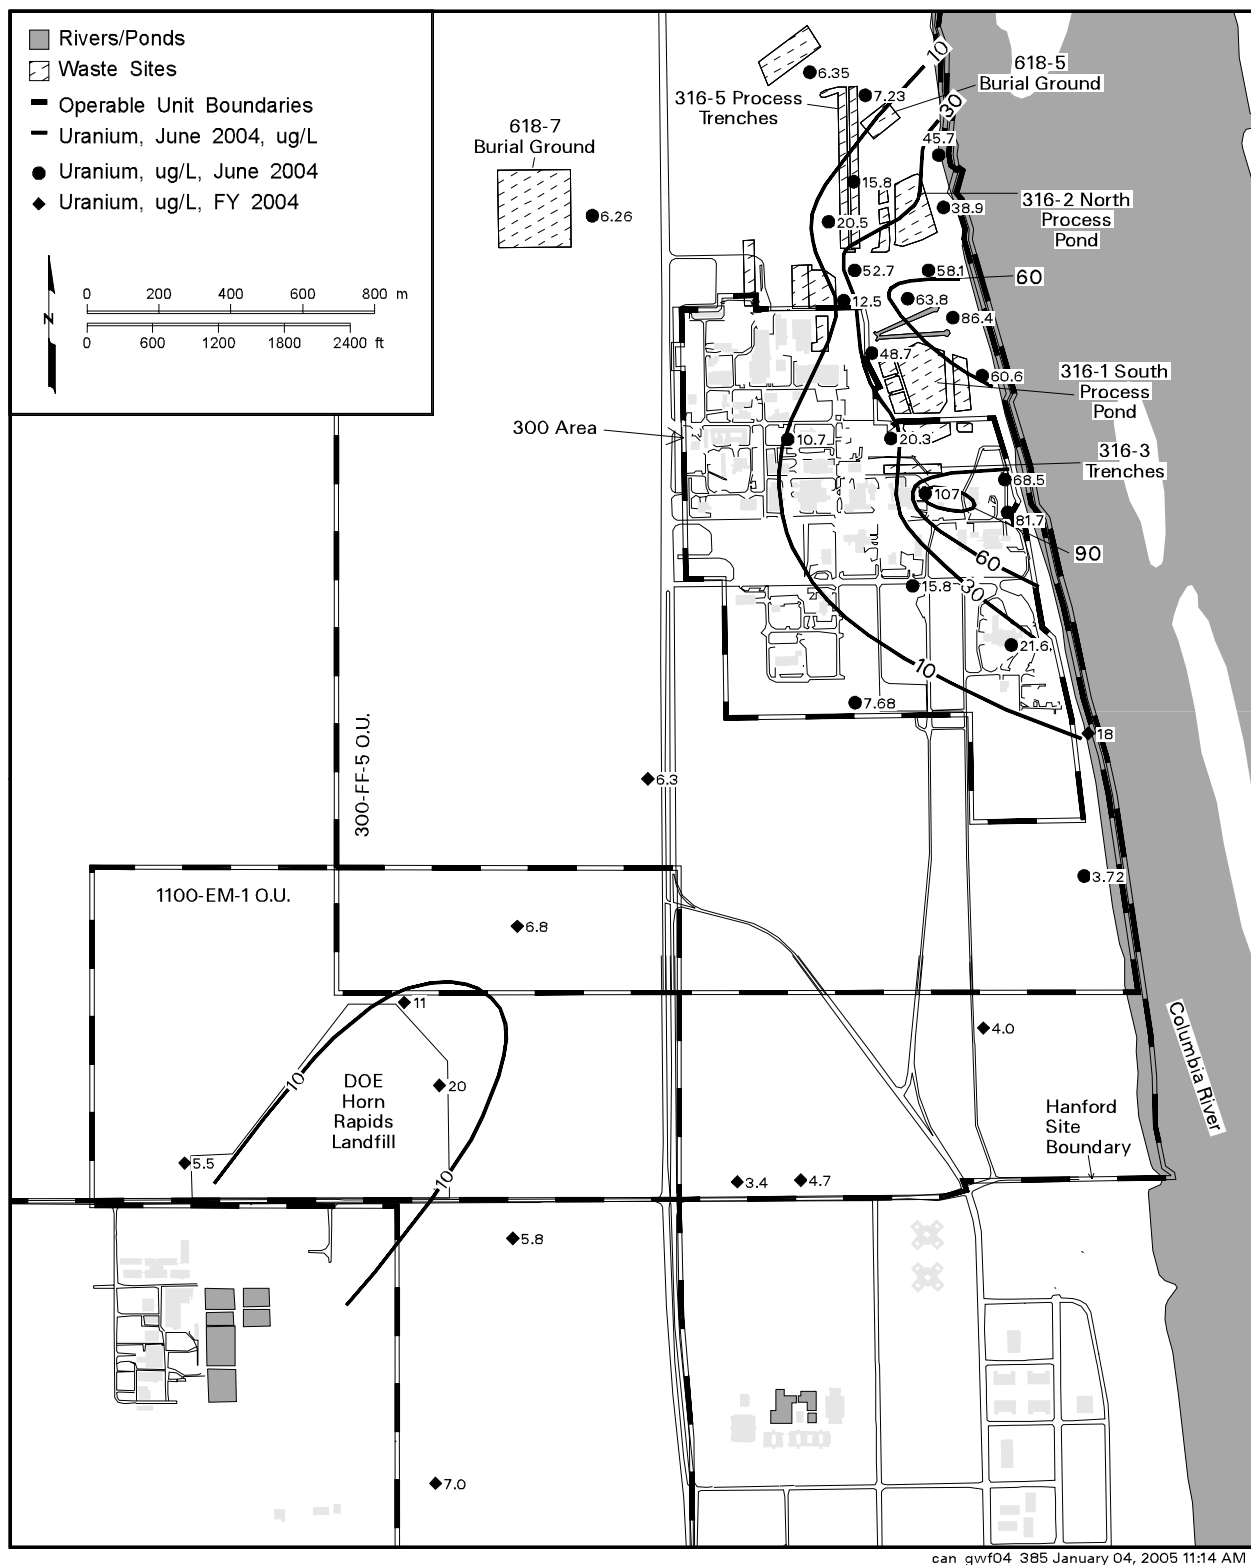 Rivers/Ponds
Waste Sites
Operable Unit Boundaries
Uranium, June 2004, ug/L
Uranium, ug/L, June 2004
Uranium, ug/L, FY 2004
N
0 200 400 600 800 m
0 600 1200 1800 2400 ft
618-7
Burial Ground
6.26
6.35
316-5 Process
Trenches
7.23
10
618-5
Burial Ground
30
45.7
15.8
20.5
38.9
316-2 North
Process
Pond
52.7
58.1
60
12.5
63.8
86.4
48.7
60.6
316-1 South
Process
Pond
300 Area
10.7
20.3
316-3
Trenches
68.5
107
81.7
90
60
15.8
30
21.6
10
7.68
18
300-FF-5 O.U.
6.3
3.72
1100-EM-1 O.U.
6.8
11
4.0
Columbia River
10
20
DOE
Horn
Rapids
Landfill
Hanford
Site
Boundary
5.5
10
3.4
4.7
5.8
7.0
can_gwf04_385 January 04, 2005 11:14 AM